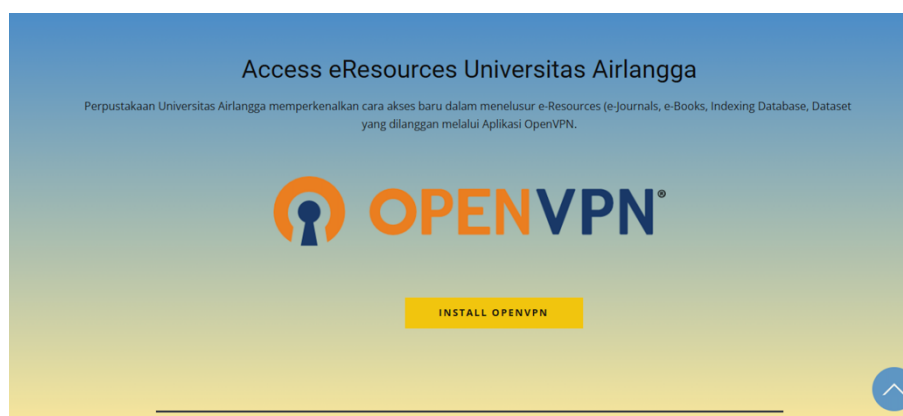 Access eResources Universitas Airlangga
Perpustakaan Universitas Airlangga memperkenalkan cara akses baru dalam menelusur e-Resources (e-Journals, e-Books, Indexing Database, Dataset
yang dilanggan melalui Aplikasi OpenVPN.
OPENVPN®
INSTALL OPENVPN